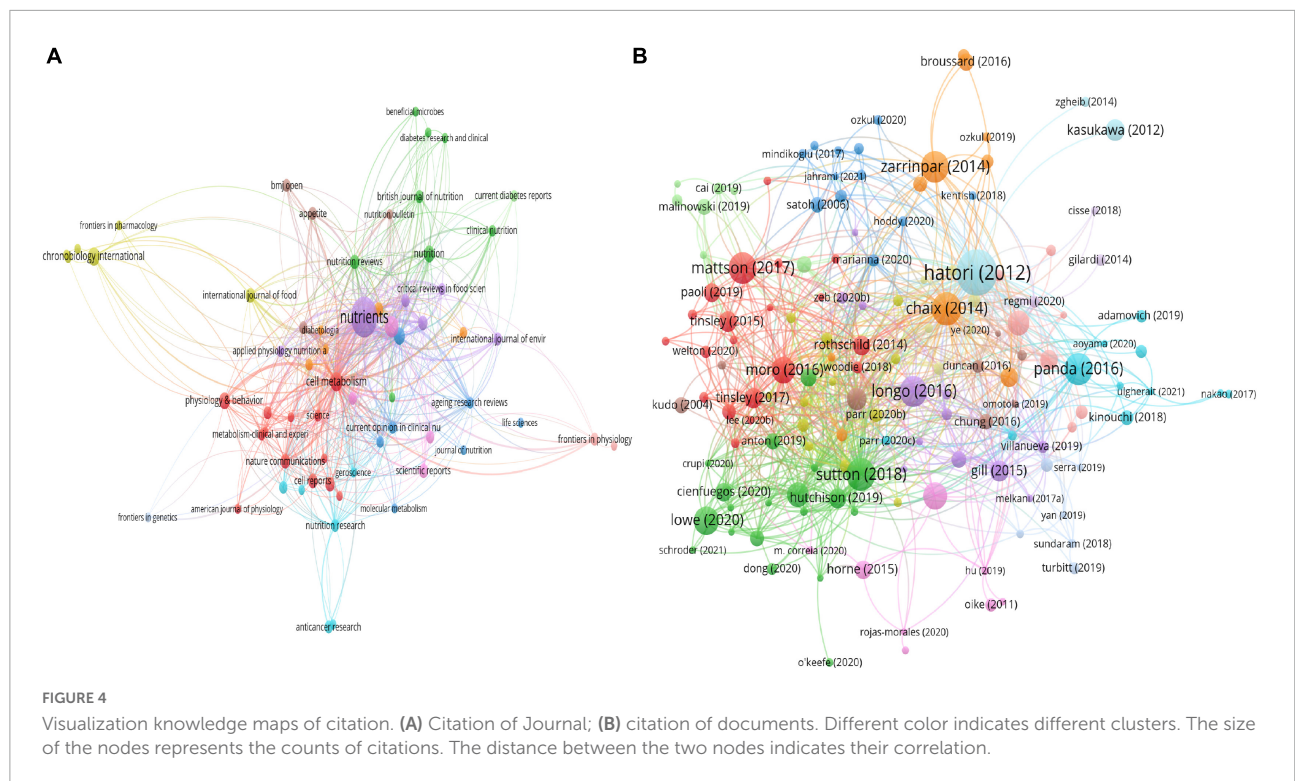 A
beneficial microbes
diabetes research and clinical
bmj open
british journal of nutrition
current diabetes reports
appetite
nutrition bulletin
frontiers in pharmacology
clinical nutrition
chronobiology international
nutrition reviews
nutrition
critical reviews in food scien
international journal of food
nutrients
diabetologia
international journal of envir
applied physiology nutrition a
cell metabolism
physiology & behavior
ageing research reviews
science
life sciences
metabolism-clinical and experi
current opinion in clinical nu
frontiers in physiology
journal of nutrition
nature communications
geroscience
scientific reports
cell reports
american journal of physiology
molecular metabolism
frontiers in genetics
nutrition research
anticancer research
B
broussard (2016)
zgheib (2014)
ozkul (2020)
kasukawa (2012)
ozkul (2019)
mindikoglu (2017)
zarrinpar (2014)
jahrami (2021)
cai (2019)
kentish (2018)
malinowski (2019)
satoh (2006)
cisse (2018)
hoddy (2020)
marianna (2020)
gilardi (2014)
mattson (2017)
hatori (2012)
paoli (2019)
zeb (2020b)
regmi (2020)
chaix (2014)
adamovich (2019)
tinsley (2015)
ye (2020)
rothschild (2014)
aoyama (2020)
welton (2020)
woodie (2018)
duncan (2016)
moro (2016)
panda (2016)
longo (2016)
ulgherait (2021)
nakao (2017)
tinsley (2017)
kudo (2004)
omotola (2019)
parr (2020b)
kinouchi (2018)
lee (2020b)
chung (2016)
anton (2019)
parr (2020c)
villanueva (2019)
crupi (2020)
sutton (2018)
gill (2015)
serra (2019)
cienfuegos (2020)
hutchison (2019)
melkani (2017a)
lowe (2020)
yan (2019)
schroder (2021)
m. correia (2020)
sundaram (2018)
dong (2020)
horne (2015)
hu (2019)
turbitt (2019)
oike (2011)
rojas-morales (2020)
o'keefe (2020)
FIGURE 4
Visualization knowledge maps of citation. (A) Citation of Journal; (B) citation of documents. Different color indicates different clusters. The size
of the nodes represents the counts of citations. The distance between the two nodes indicates their correlation.